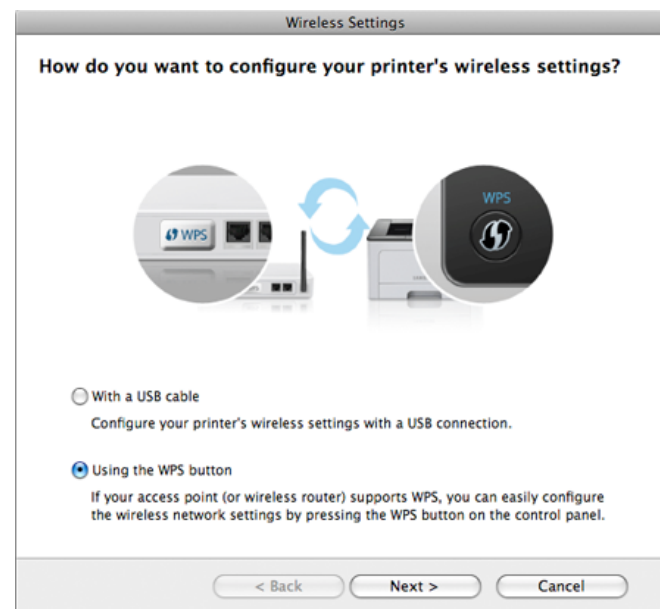 Wireless Settings
How do you want to configure your printer's wireless settings?
WPS
WPS
With a USB cable
Configure your printer's wireless settings with a USB connection.
Using the WPS button
If your access point (or wireless router) supports WPS, you can easily configure
the wireless network settings by pressing the WPS button on the control panel.
< Back Next > Cancel